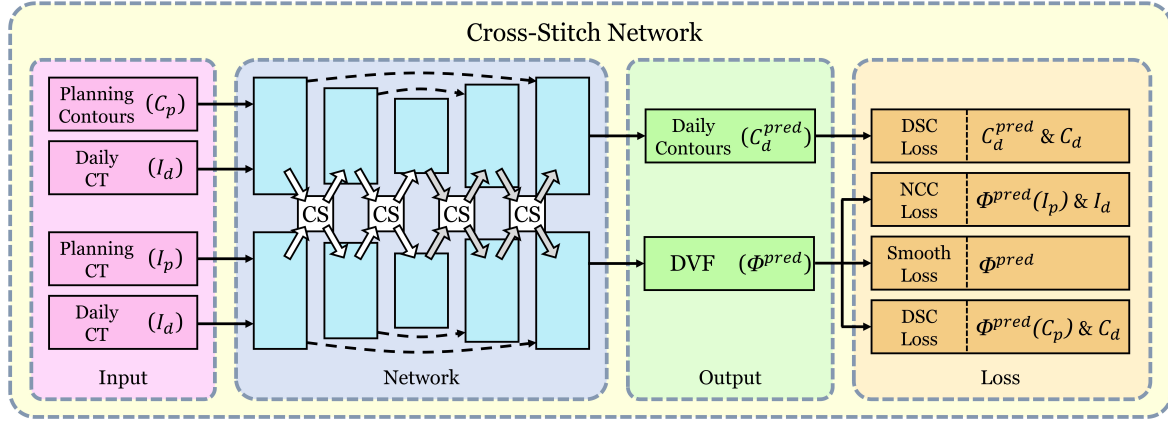 Cross-Stitch Network
Planning
Contours (C_p)
Daily
CT (I_d)
Planning
CT (I_p)
Daily
CT (I_d)
Input
CS CS CS CS
Network
Daily
Contours (C_d^{pred})
DVF (Φ^{pred})
Output
DSC
Loss
C_d^{pred} & C_d
NCC
Loss
Φ^{pred}(I_p) & I_d
Smooth
Loss
Φ^{pred}
DSC
Loss
Φ^{pred}(C_p) & C_d
Loss